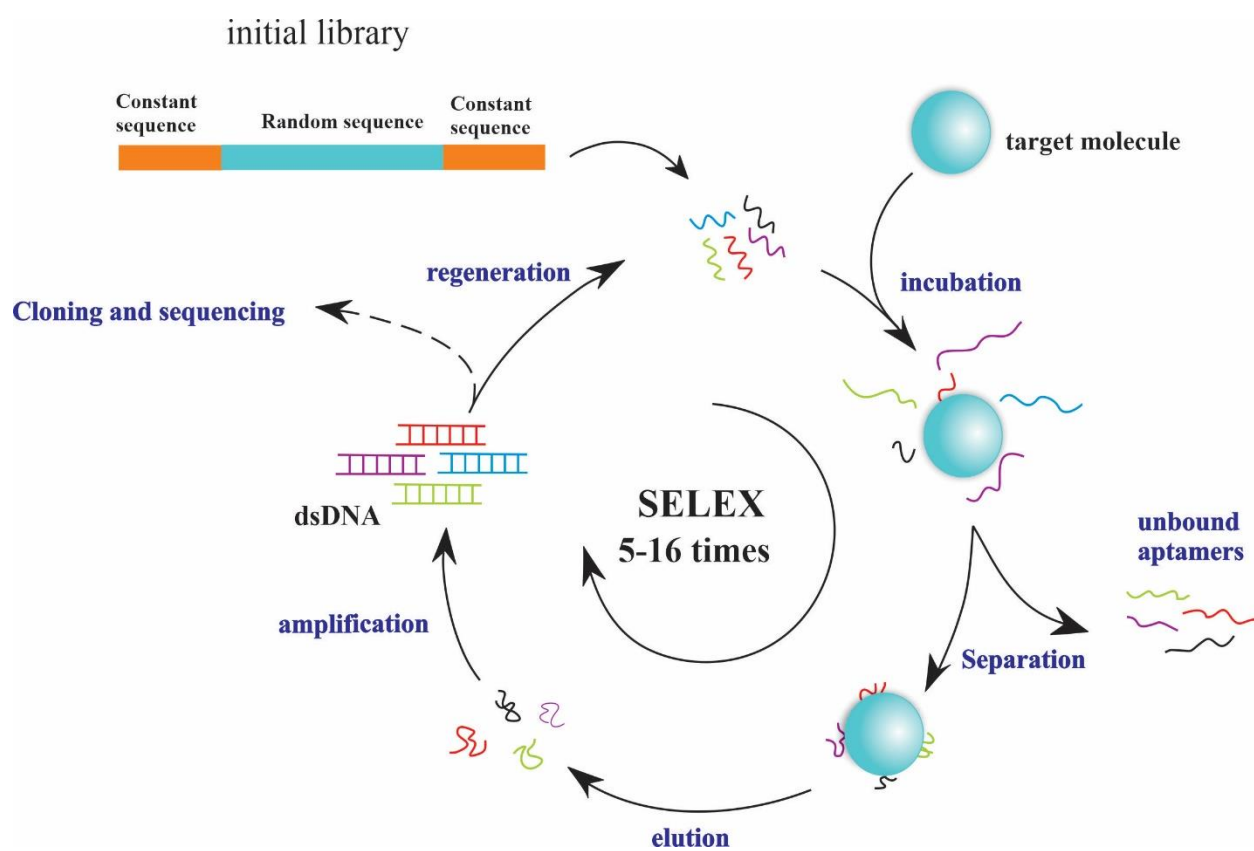 initial library
Constant
sequence
Random sequence
Constant
sequence
target molecule
regeneration
incubation
Cloning and sequencing
dsDNA
SELEX
5-16 times
unbound
aptamers
amplification
Separation
elution